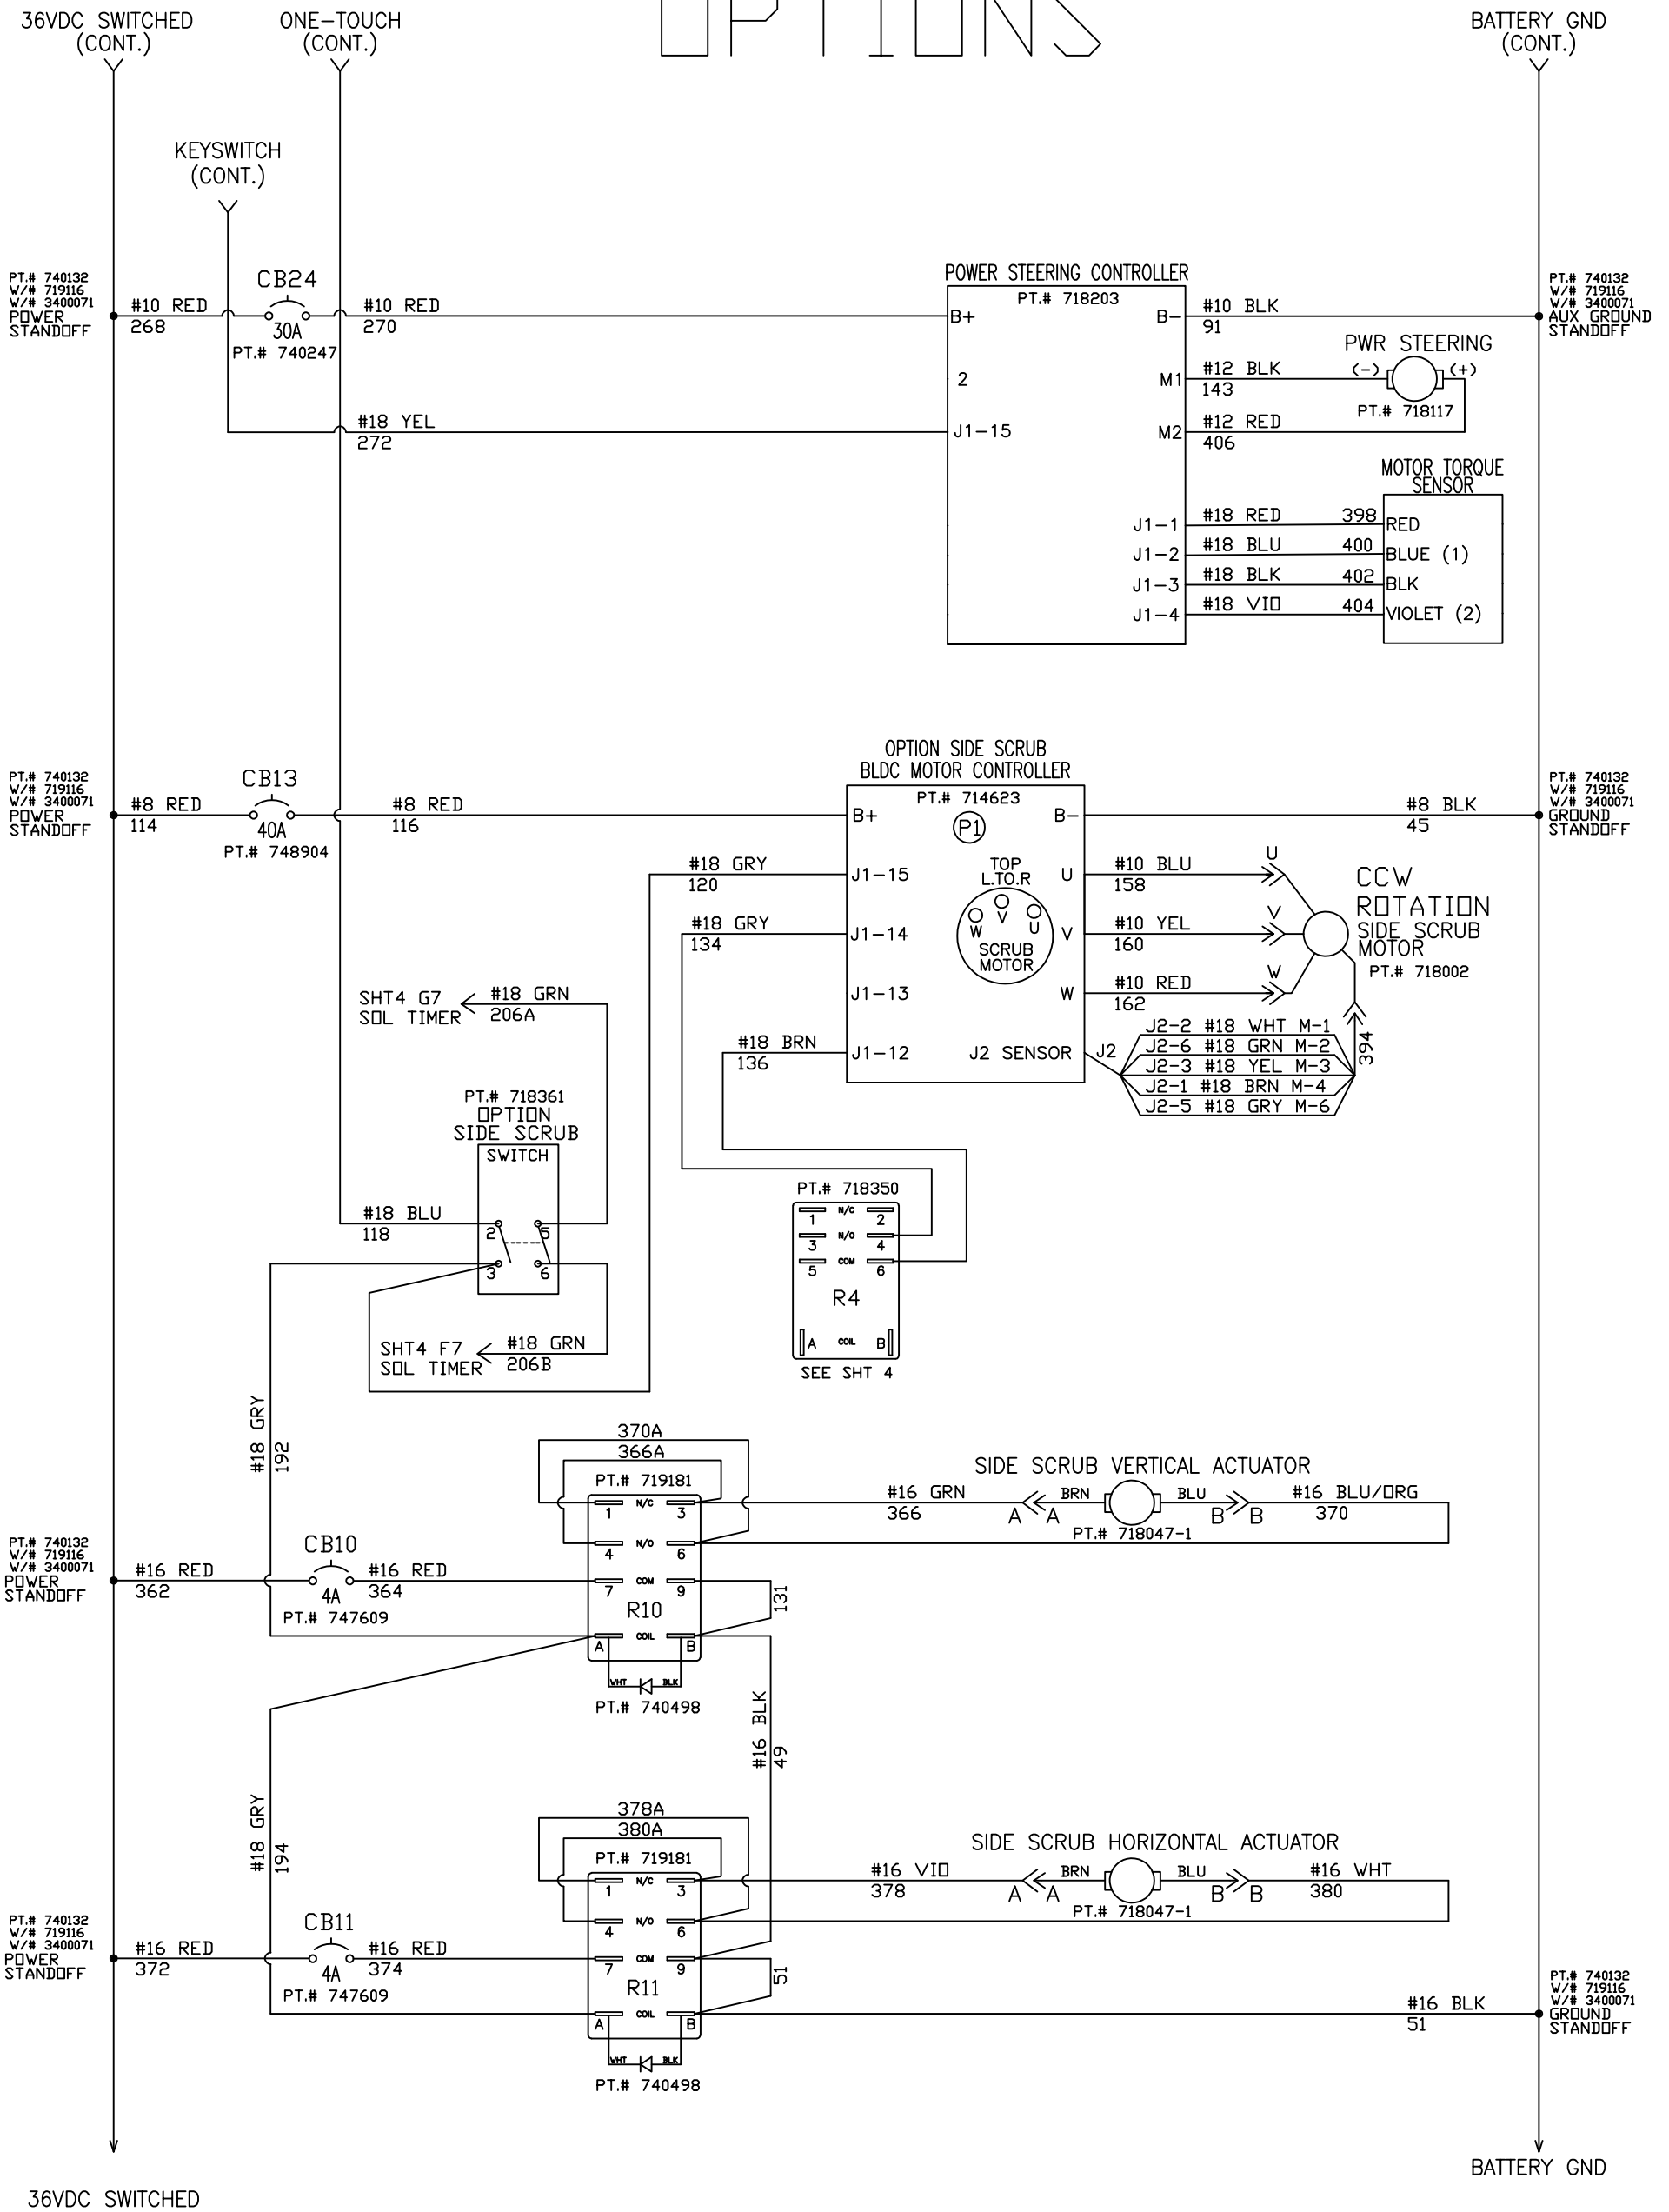 OPTIONS
36VDC SWITCHED
(CONT.)
ONE-TOUCH
(CONT.)
BATTERY GND
(CONT.)
KEYSWITCH
(CONT.)
PT.# 740132
W/# 719116
W/# 3400071
POWER
STANDOFF
#10 RED
268
CB24
30A
PT.# 740247
#10 RED
270
#18 YEL
272
POWER STEERING CONTROLLER
PT.# 718203
B+
2
J1-15
B-
M1
M2
J1-1
J1-2
J1-3
J1-4
#10 BLK
91
#12 BLK
143
#12 RED
406
PWR STEERING
(-)
(+)
PT.# 718117
MOTOR TORQUE
SENSOR
#18 RED 398 RED
#18 BLU 400 BLUE (1)
#18 BLK 402 BLK
#18 VIO 404 VIOLET (2)
PT.# 740132
W/# 719116
W/# 3400071
AUX GROUND
STANDOFF
PT.# 740132
W/# 719116
W/# 3400071
POWER
STANDOFF
#8 RED
114
CB13
40A
PT.# 748904
#8 RED
116
OPTION SIDE SCRUB
BLDC MOTOR CONTROLLER
PT.# 714623
P1
B+
B-
J1-15
J1-14
J1-13
J1-12
TOP
L.TO.R
W
V
U
SCRUB
MOTOR
U
V
W
J2 SENSOR
#8 BLK
45
PT.# 740132
W/# 719116
W/# 3400071
GROUND
STANDOFF
#18 GRY
120
#18 GRY
134
#18 BRN
136
#10 BLU
158
#10 YEL
160
#10 RED
162
U
V
W
CCW
ROTATION
SIDE SCRUB
MOTOR
PT.# 718002
J2
J2-2 #18 WHT M-1
J2-6 #18 GRN M-2
J2-3 #18 YEL M-3
J2-1 #18 BRN M-4
J2-5 #18 GRY M-6
394
SHT4 G7
SOL TIMER
#18 GRN
206A
PT.# 718361
OPTION
SIDE SCRUB
SWITCH
2
5
3
6
#18 BLU
118
SHT4 F7
SOL TIMER
#18 GRN
206B
PT.# 718350
1 N/C 2
3 N/O 4
5 COM 6
R4
A COIL B
SEE SHT 4
#18 GRY
192
370A
366A
PT.# 719181
1 N/C 3
4 N/O 6
7 COM 9
R10
A COIL B
WHT
BLK
PT.# 740498
131
#16 GRN
366
SIDE SCRUB VERTICAL ACTUATOR
A
A
BRN
BLU
B
B
PT.# 718047-1
#16 BLU/ORG
370
PT.# 740132
W/# 719116
W/# 3400071
POWER
STANDOFF
#16 RED
362
CB10
4A
PT.# 747609
#16 RED
364
#16 BLK
49
#18 GRY
194
378A
380A
PT.# 719181
1 N/C 3
4 N/O 6
7 COM 9
R11
A COIL B
WHT
BLK
PT.# 740498
51
#16 VIO
378
SIDE SCRUB HORIZONTAL ACTUATOR
A
A
BRN
BLU
B
B
PT.# 718047-1
#16 WHT
380
PT.# 740132
W/# 719116
W/# 3400071
POWER
STANDOFF
#16 RED
372
CB11
4A
PT.# 747609
#16 RED
374
#16 BLK
51
PT.# 740132
W/# 719116
W/# 3400071
GROUND
STANDOFF
BATTERY GND
36VDC SWITCHED